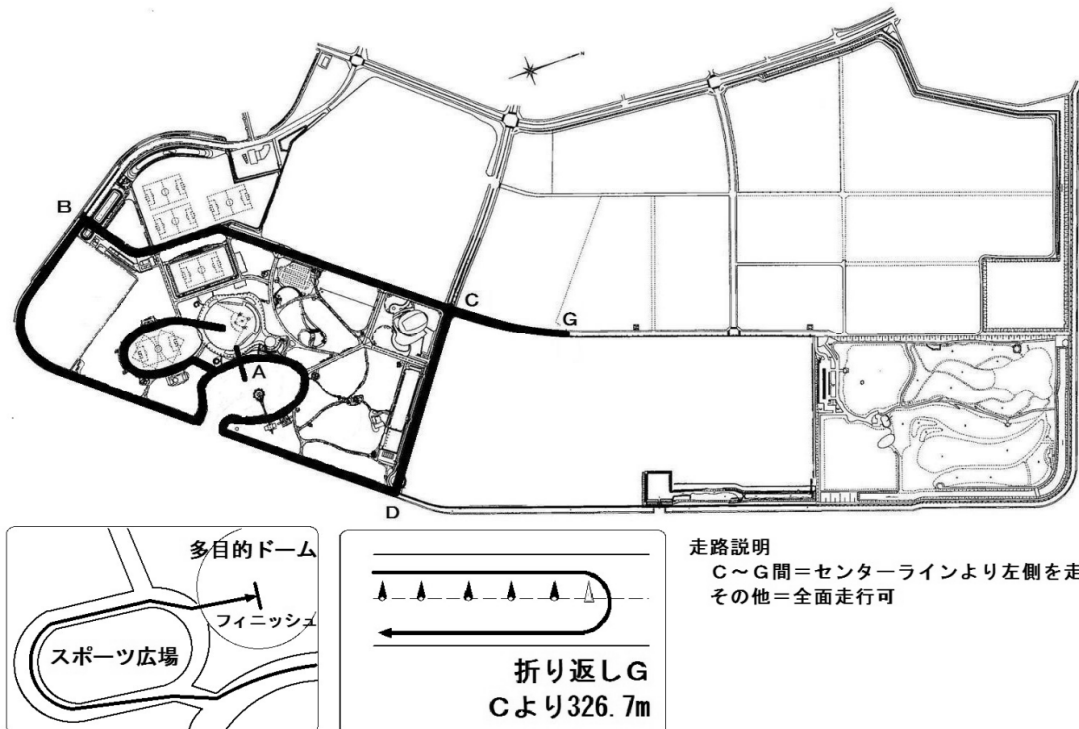 B
C
G
A
D
多目的ドーム
フィニッシュ
スポーツ広場
折り返しG
Cより326.7m
走路説明
C～G間＝センターラインより左側を走
その他＝全面走行可